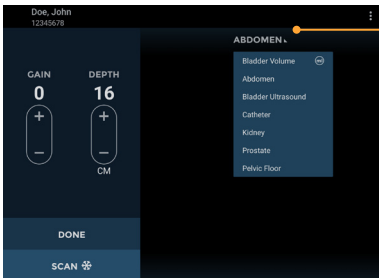 Doe, John
12345678
ABDOMEN
GAIN DEPTH
0 16
+ +
– –
CM
Bladder Volume
Abdomen
Bladder Ultrasound
Catheter
Kidney
Prostate
Pelvic Floor
DONE
SCAN